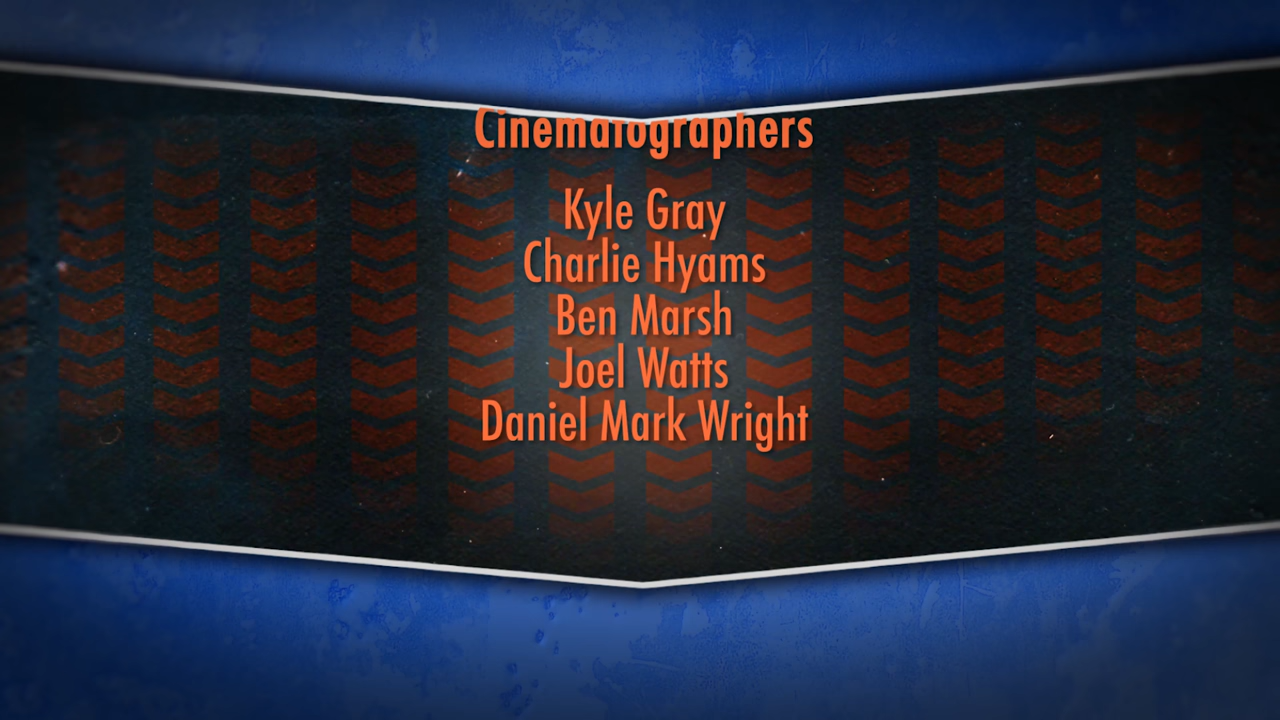 Cinematographers
Kyle Gray
Charlie Hyams
Ben Marsh
Joel Watts
Daniel Mark Wright